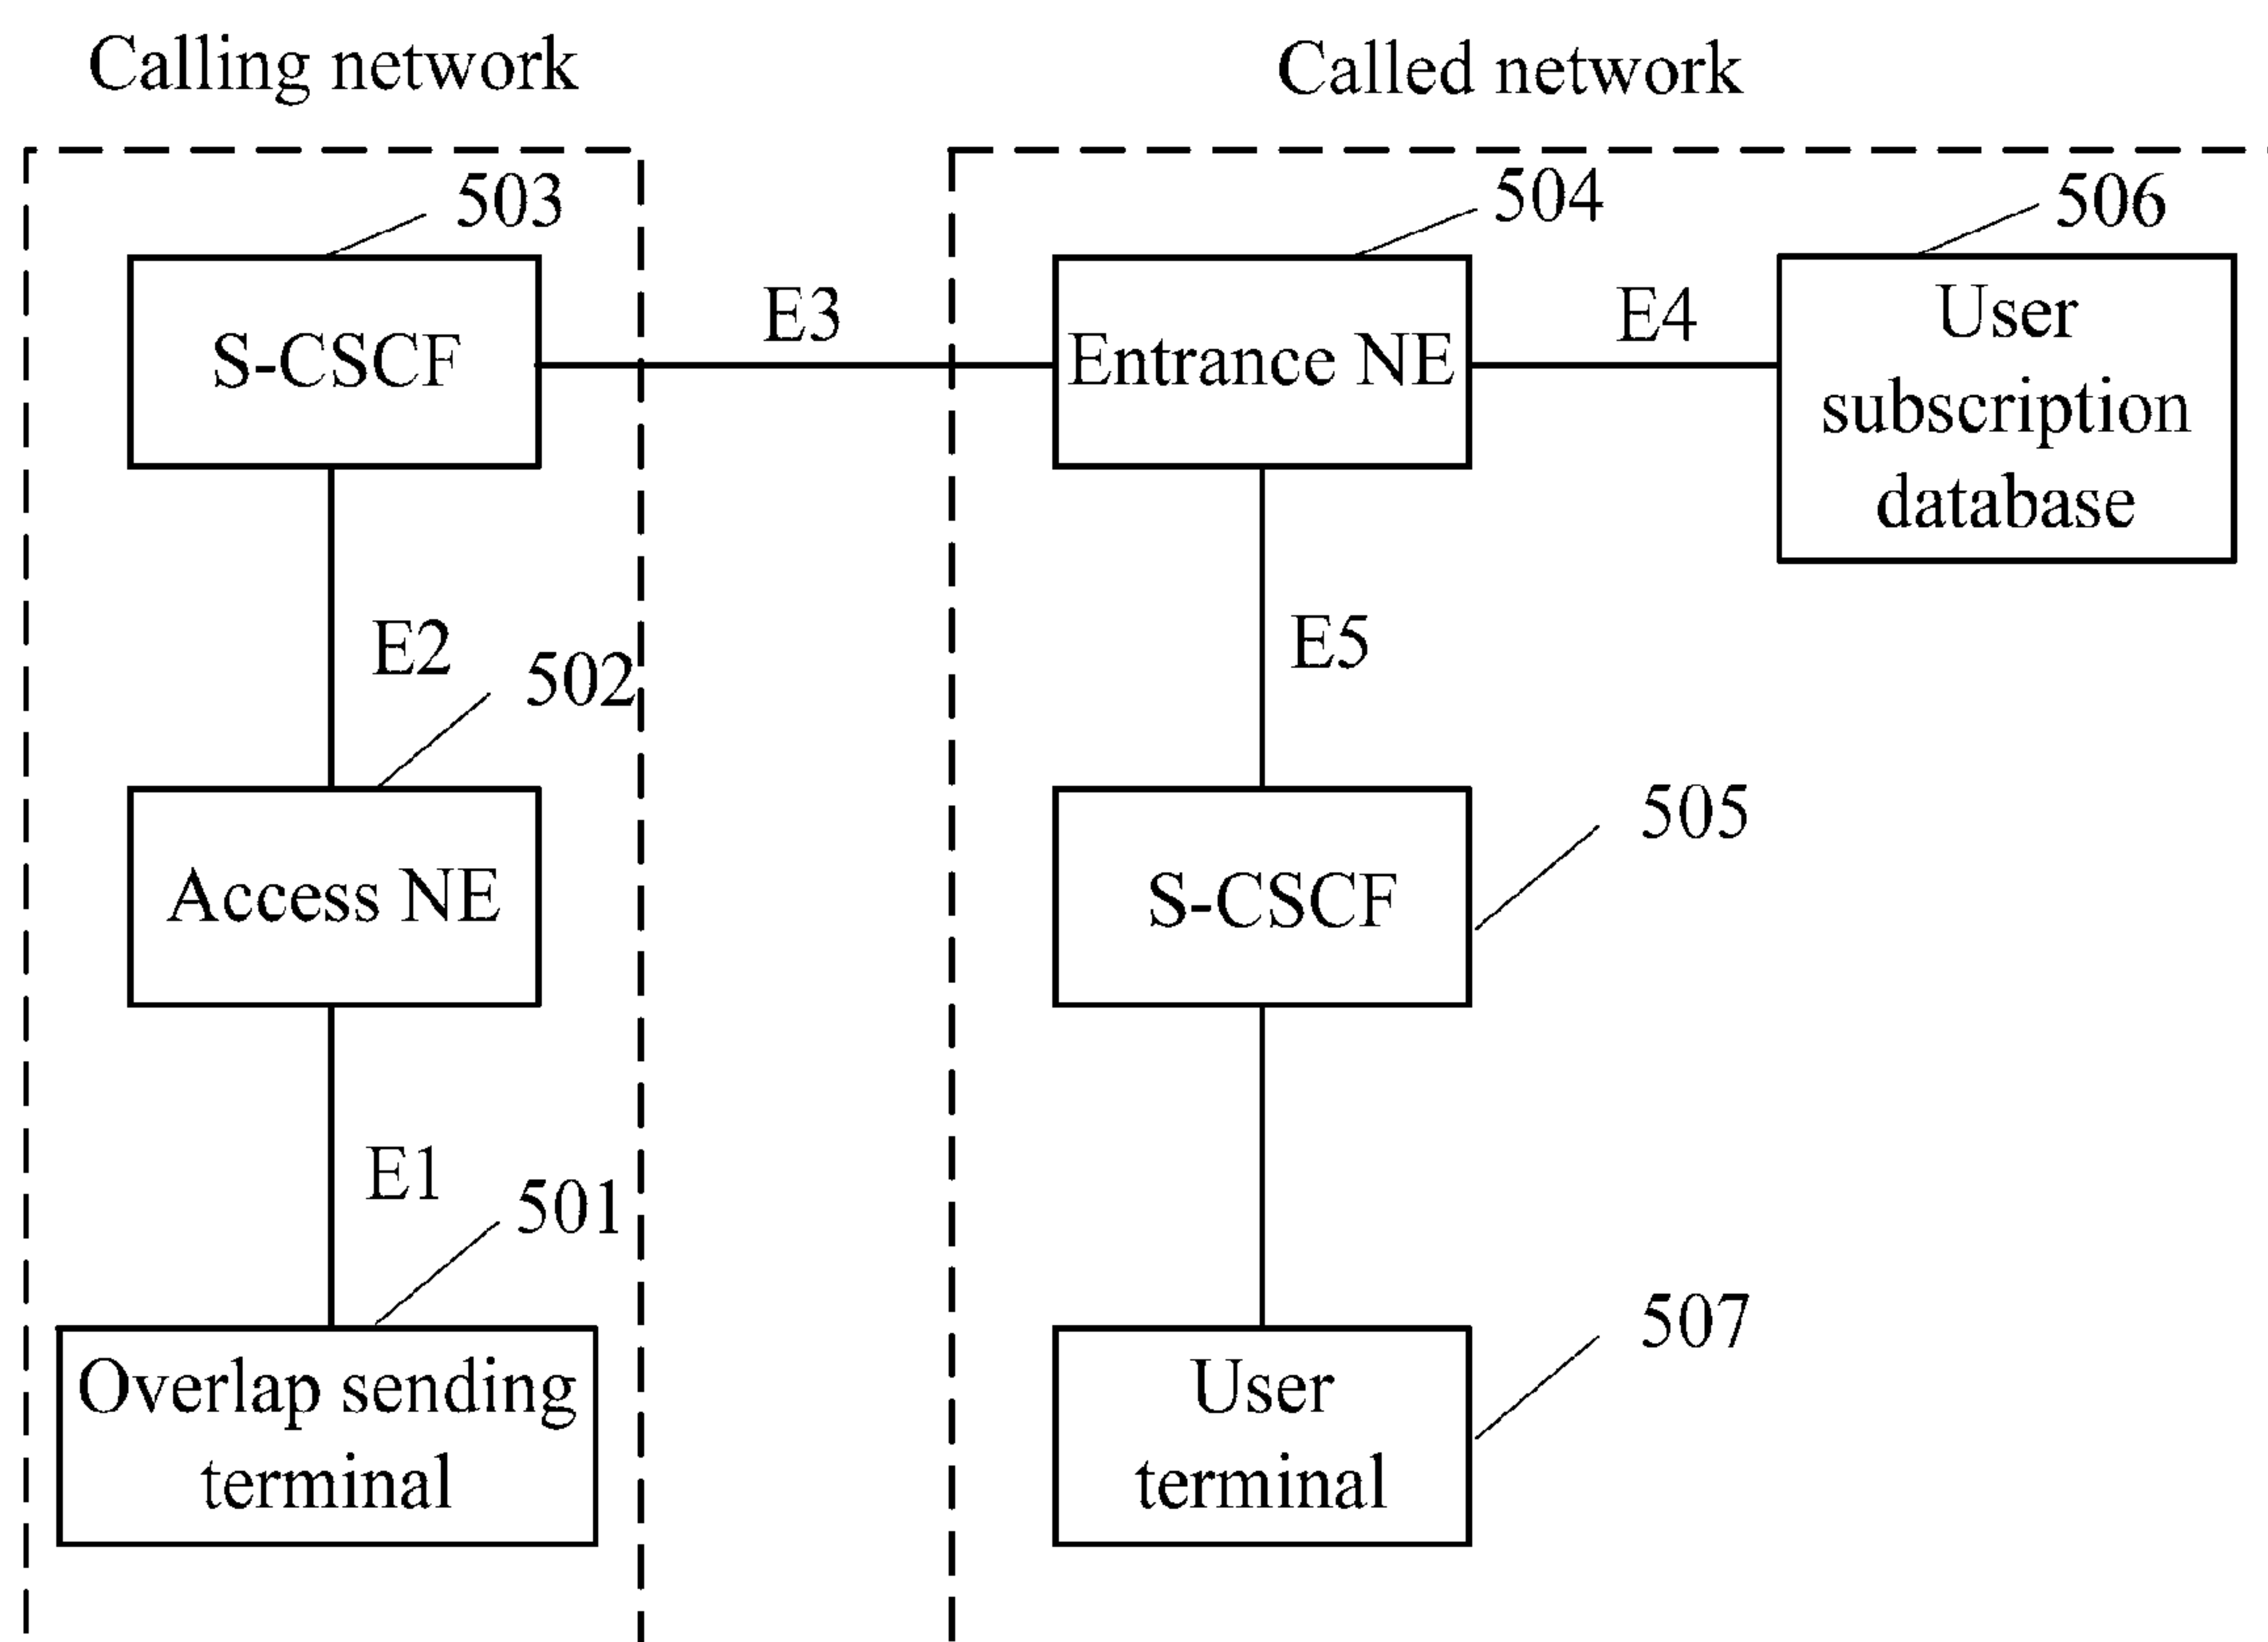 Calling network
Called network
503
504
506
S-CSCF
E3
Entrance NE
E4
User
subscription
database
E2
502
E5
Access NE
S-CSCF
505
E1
501
Overlap sending
terminal
User
terminal
507